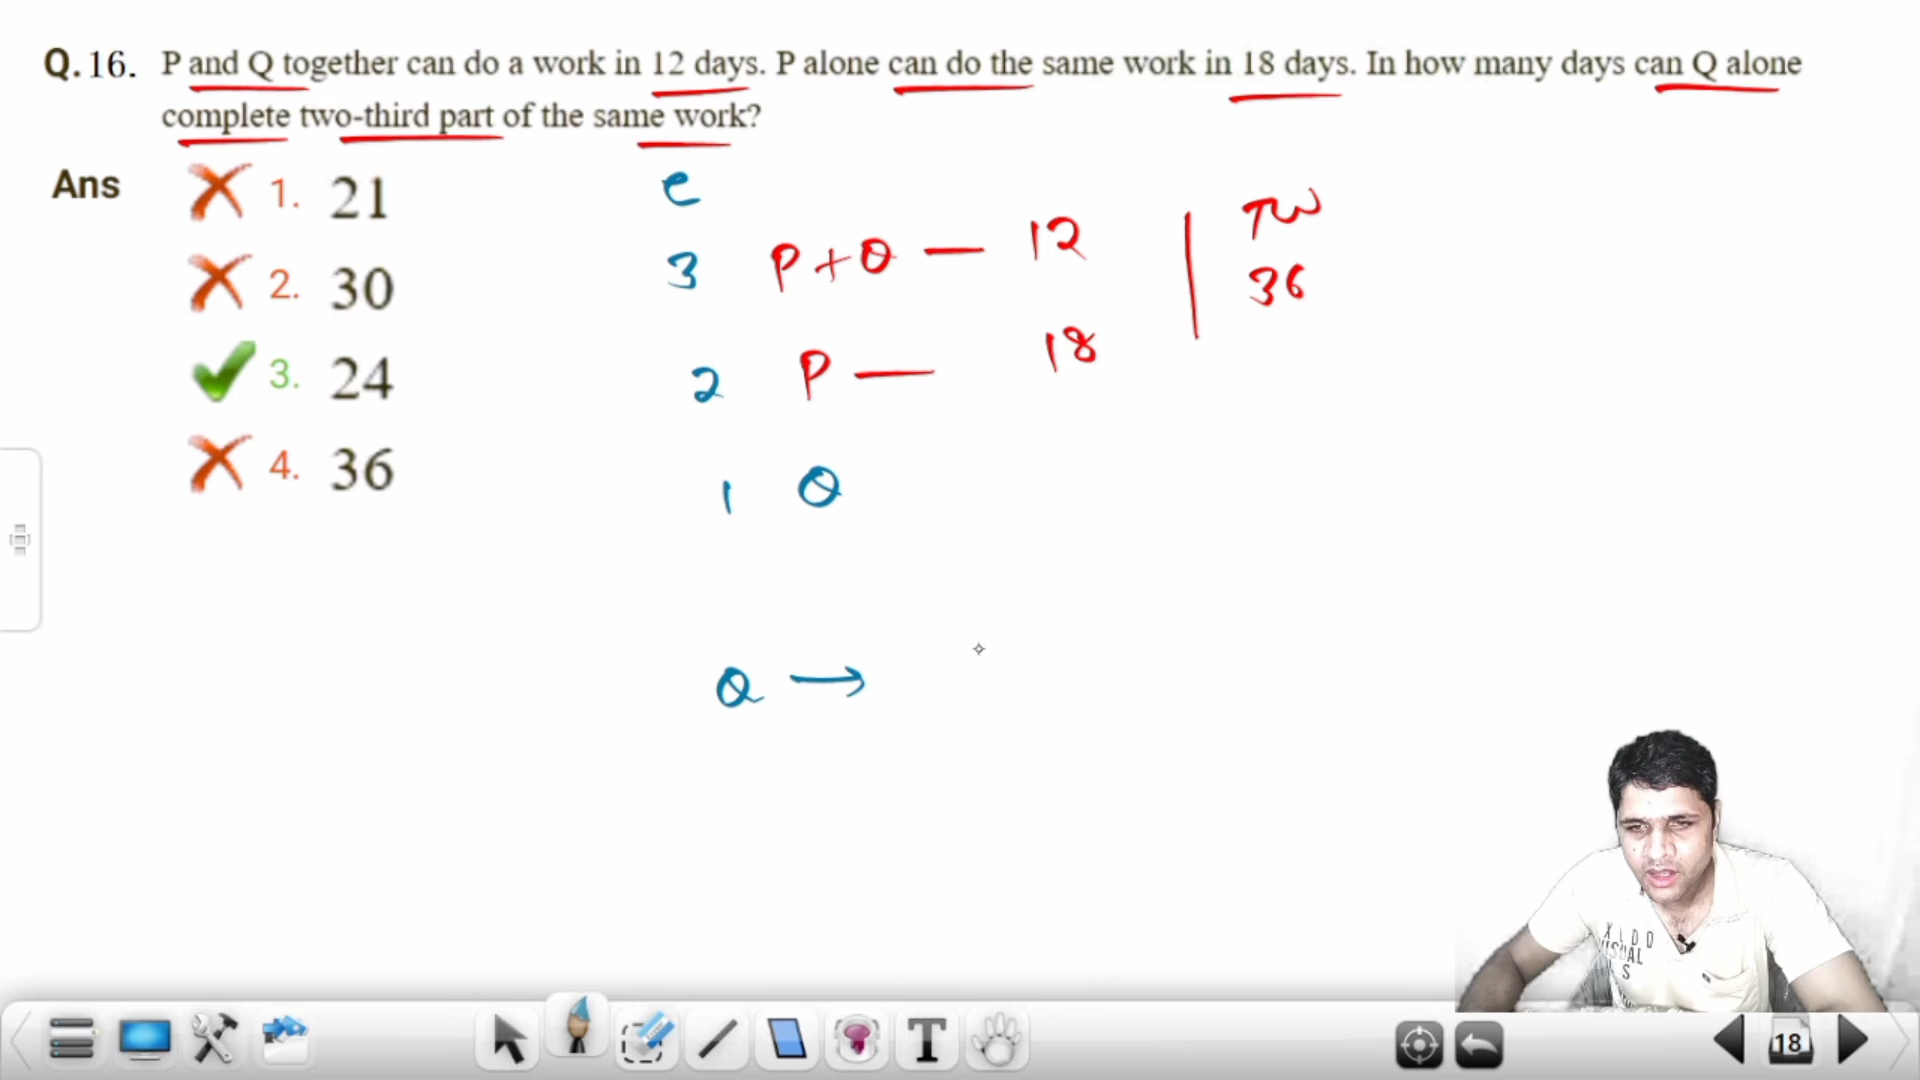 Q.16. P and Q together can do a work in 12 days. P alone can do the same work in 18 days. In how many days can Q alone
complete two-third part of the same work?
Ans
1. 21
2. 30
3. 24
4. 36
e
3 P+Q — 12
TW
36
2 P — 18
1 Q
Q →
XLDD
USUAL
S
T
18